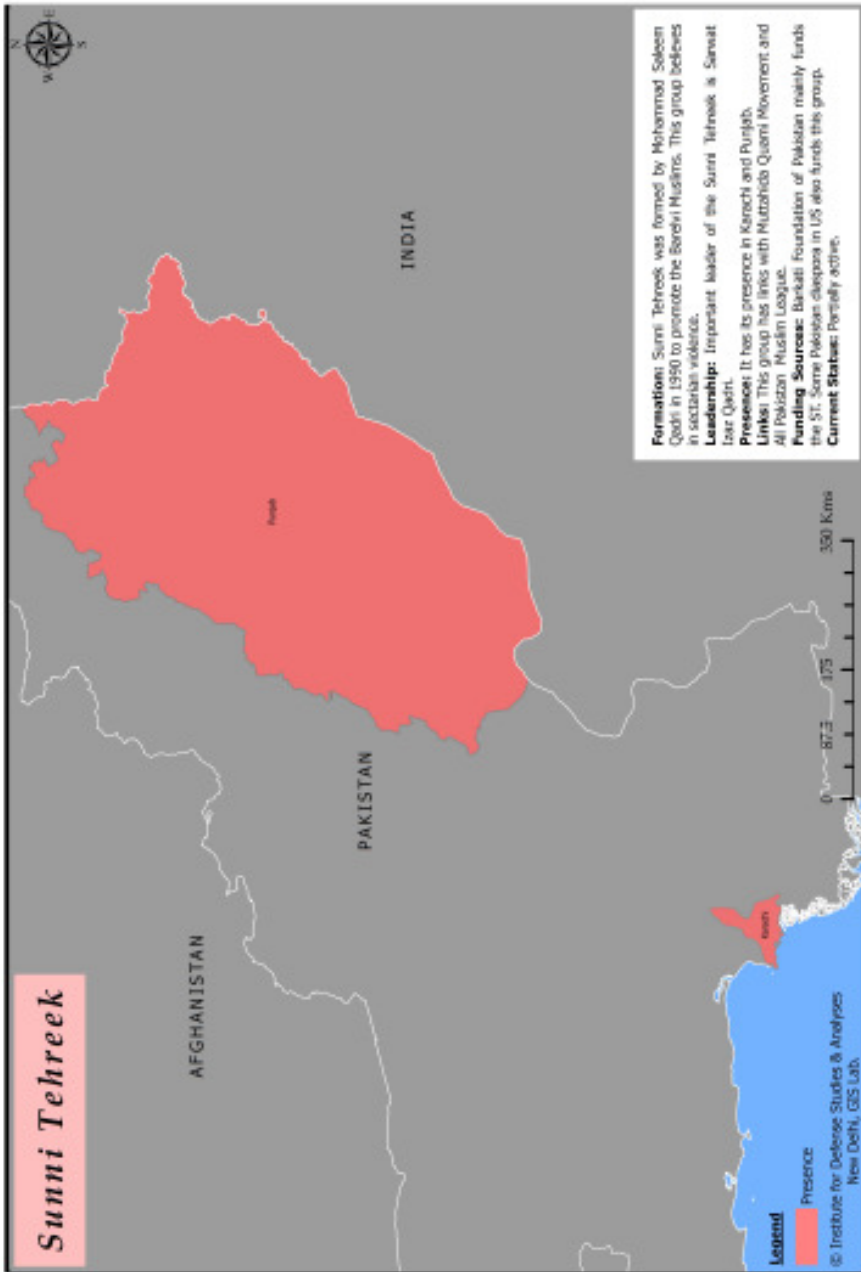 Sunni Tehreek
N
W
E
S
AFGHANISTAN
PAKISTAN
INDIA
Punjab
Karachi
Formation: Sunni Tehreek was formed by Mohammad Saleem
Qadri in 1990 to promote the Barelvi Muslims. This group believes
in sectarian violence.
Leadership: Important leader of the Sunni Tehreek is Sarwat
Izaz Qadri.
Presence: It has its presence in Karachi and Punjab.
Links: This group has links with Muttahida Quami Movement and
All Pakistan Muslim League.
Funding Sources: Barkati Foundation of Pakistan mainly funds
the ST. Some Pakistan diaspora in US also funds this group.
Current Status: Partially active.
Legend
Presence
© Institute for Defense Studies & Analyses
New Delhi, GIS Lab.
0 87.5 175 350 Kms